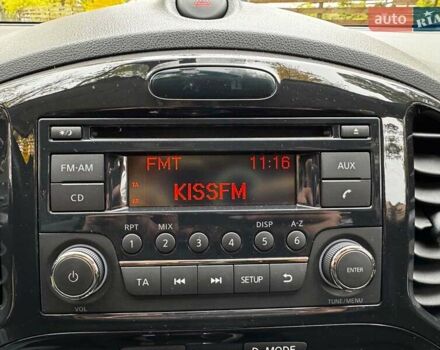 auto RIA
FM·AM
CD
FMT 11:16
TA
KISSFM
AUX
RPT MIX DISP A-Z
1 2 3 4 5 6
TA SETUP
VOL
ENTER
TUNE/MENU
D-MODE